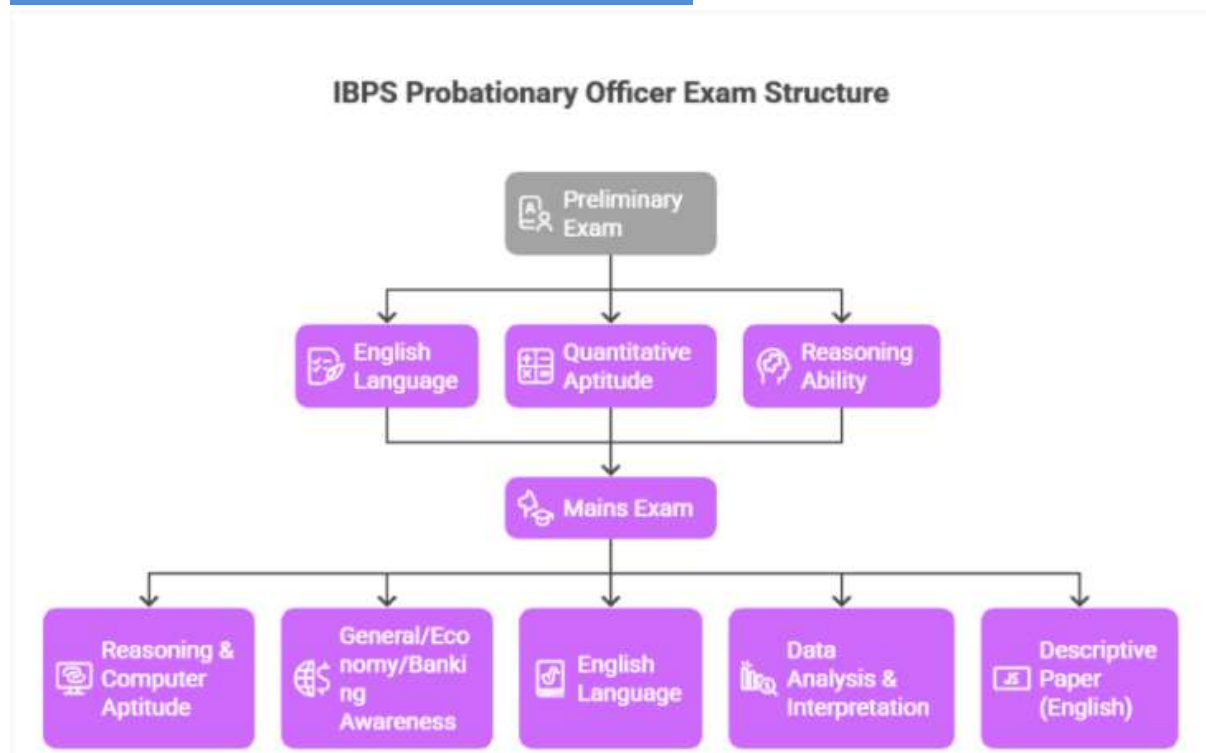 IBPS Probationary Officer Exam Structure
Preliminary
Exam
English
Language
Quantitative
Aptitude
Reasoning
Ability
Mains Exam
Reasoning &
Computer
Aptitude
General/Eco
nomy/Banki
ng
Awareness
English
Language
Data
Analysis &
Interpretation
Descriptive
Paper
(English)